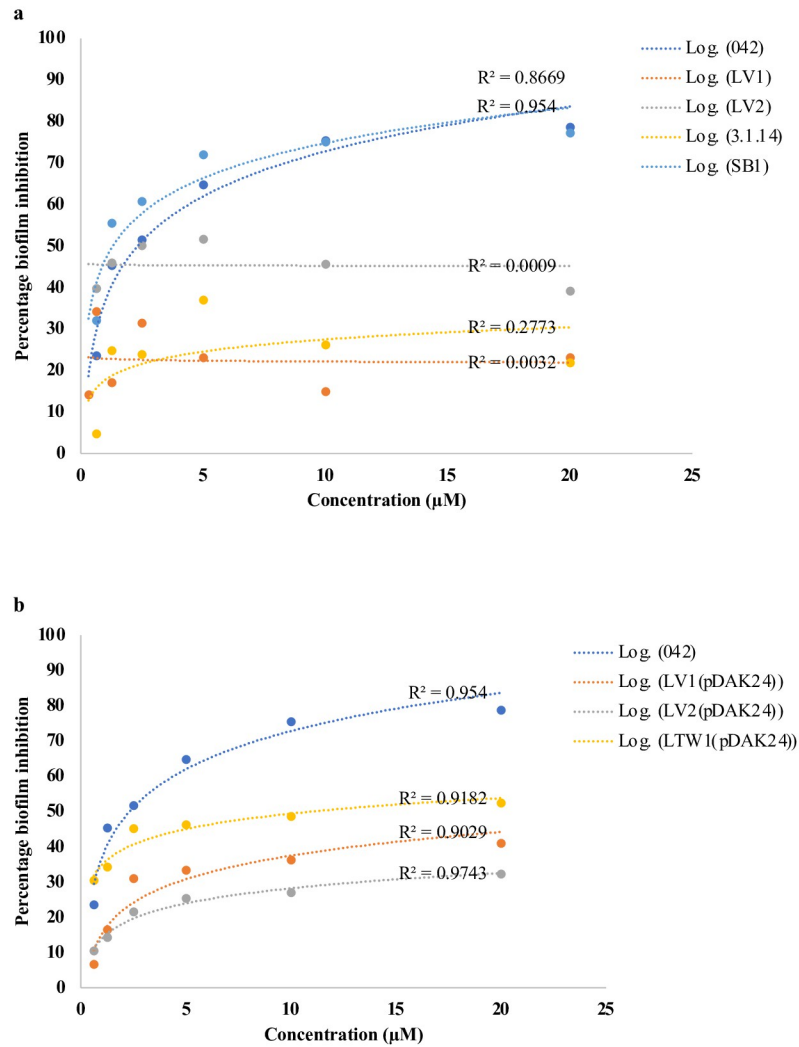 a
100
90
80
70
60
50
40
30
20
10
0
Percentage biofilm inhibition
R² = 0.8669
R² = 0.954
R² = 0.0009
R² = 0.2773
R² = 0.0032
Log. (042)
Log. (LV1)
Log. (LV2)
Log. (3.1.14)
Log. (SB1)
0 5 10 15 20 25
Concentration (µM)
b
100
90
80
70
60
50
40
30
20
10
0
Percentage biofilm inhibition
R² = 0.954
R² = 0.9182
R² = 0.9029
R² = 0.9743
Log. (042)
Log. (LV1(pDAK24))
Log. (LV2(pDAK24))
Log. (LTW1(pDAK24))
0 5 10 15 20 25
Concentration (µM)